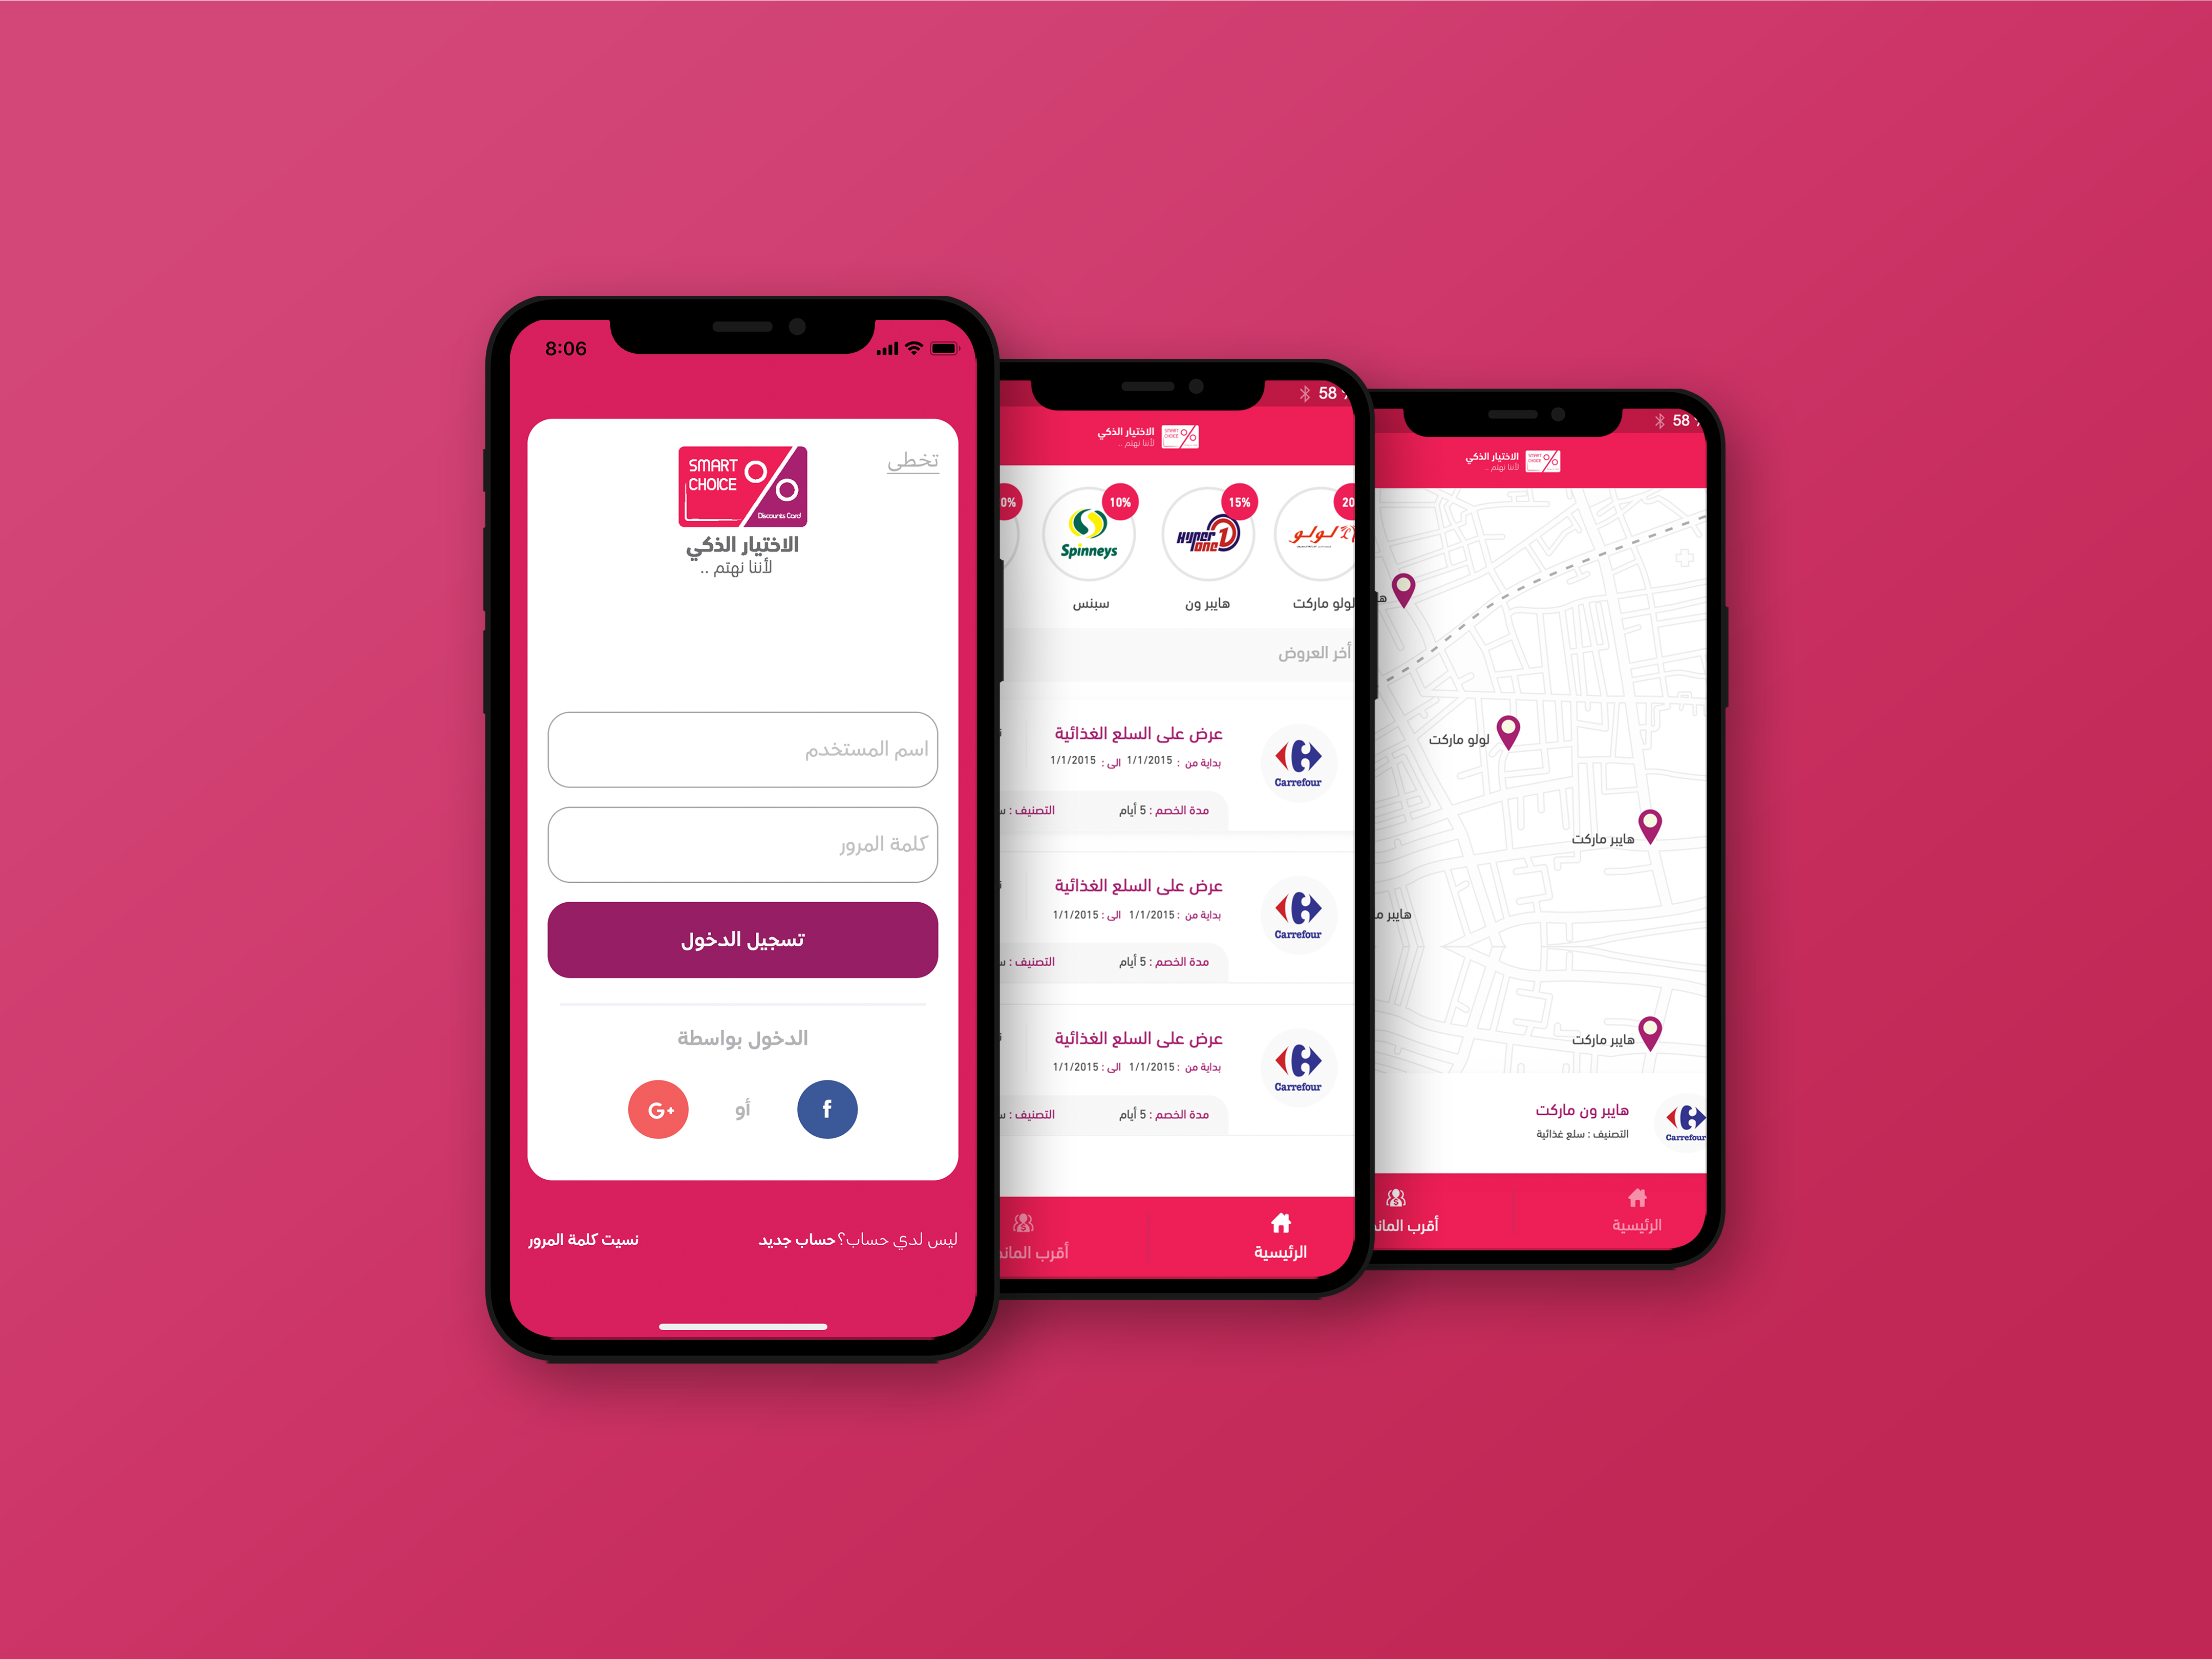 8:06
تخطى
SMART
CHOICE
Discounts Card
الاختيار الذكي
لأننا نهتم ..
اسم المستخدم
كلمة المرور
تسجيل الدخول
الدخول بواسطة
f
أو
G+
ليس لدي حساب؟ حساب جديد
نسيت كلمة المرور
58
الاختيار الذكي
لأننا نهتم ..
SMART
CHOICE
20
15%
10%
0%
لولو
Hyper
one
Spinneys
لولو ماركت
هايبر ون
سبنس
أخر العروض
عرض على السلع الغذائية
بداية من : 1/1/2015 الى : 1/1/2015
Carrefour
مدة الخصم : 5 أيام
التصنيف :
عرض على السلع الغذائية
بداية من : 1/1/2015 الى : 1/1/2015
Carrefour
مدة الخصم : 5 أيام
التصنيف :
عرض على السلع الغذائية
بداية من : 1/1/2015 الى : 1/1/2015
Carrefour
مدة الخصم : 5 أيام
التصنيف :
الرئيسية
أقرب
58
الاختيار الذكي
لأننا نهتم ..
SMART
CHOICE
لولو ماركت
هايبر ماركت
هايبر
هايبر ماركت
هايبر ون ماركت
التصنيف : سلع غذائية
Carrefour
الرئيسية
أقرب